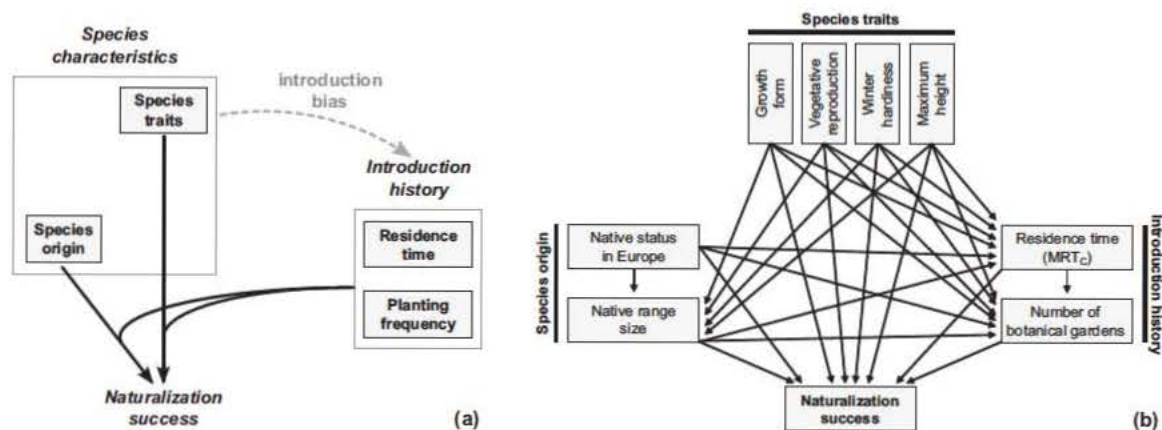 Species
characteristics
Species
traits
introduction
bias
Introduction
history
Species
origin
Residence
time
Planting
frequency
Naturalization
success
(a)
Species traits
Growth
form
Vegetative
reproduction
Winter
hardiness
Maximum
height
Species origin
Native status
in Europe
Native range
size
Residence time
(MRTC)
Number of
botanical gardens
Introduction history
Naturalization
success
(b)